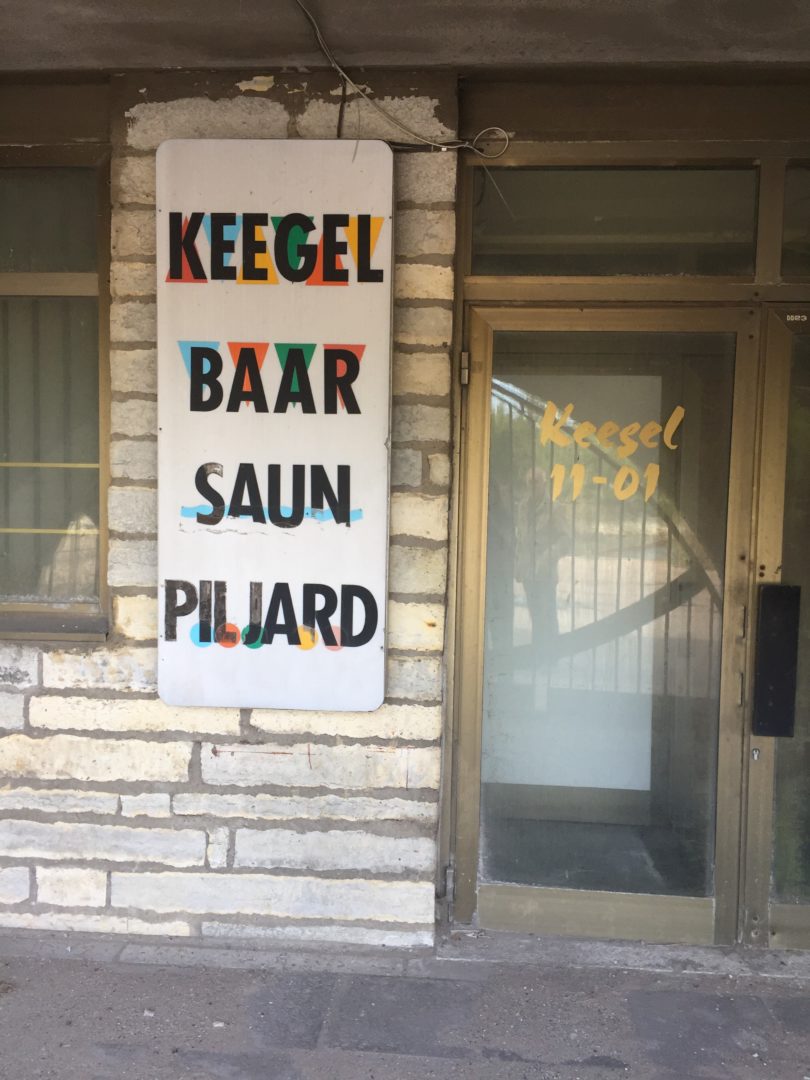 KEEGEL
BAAR
SAUN
PILJARD
Keegel
11-01